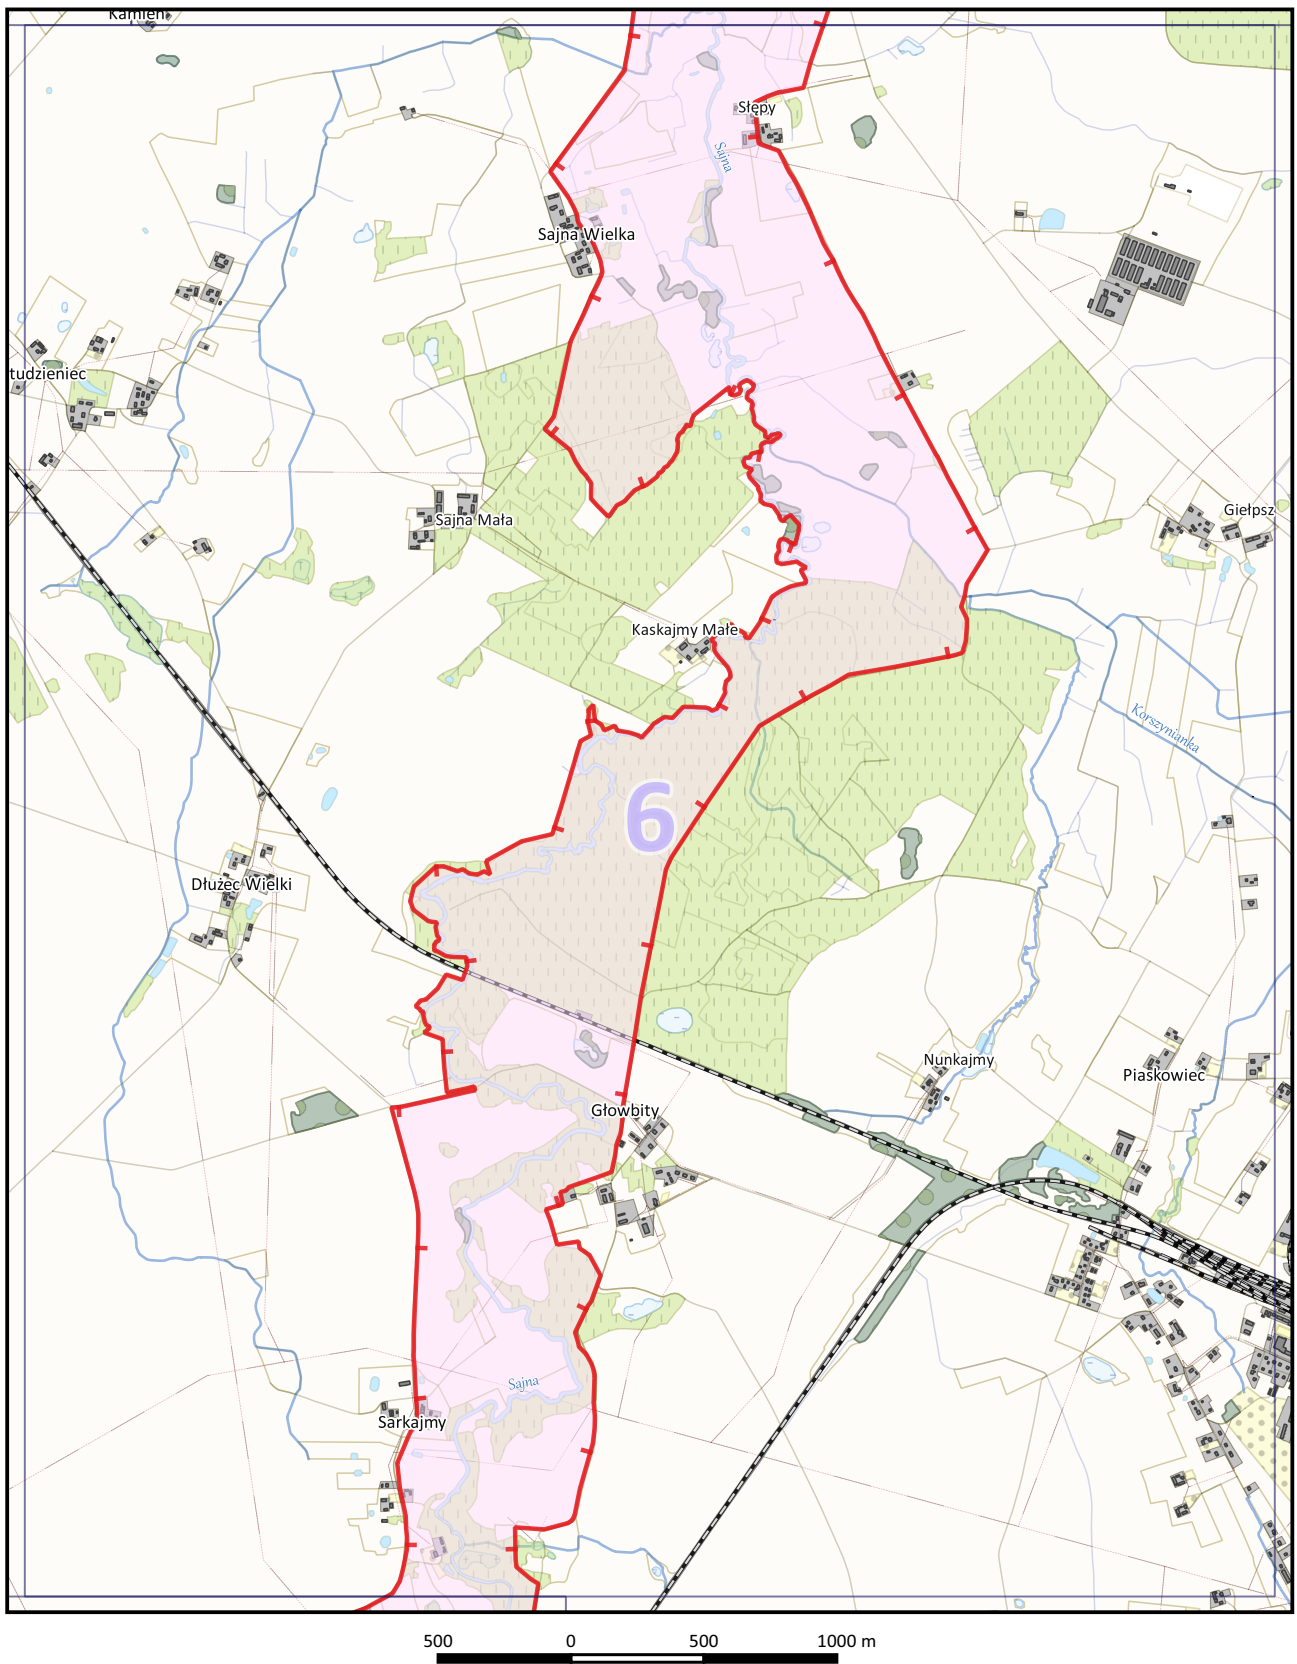 Kamień
Słępy
Sajna
Sajna Wielka
tudzieniec
Giełpsz
Sajna Mała
Kaskajmy Małe
Korszynianka
6
Dłużec Wielki
Nunkajmy
Piaskowiec
Głowbity
Sajna
Sarkajmy
500 0 500 1000 m